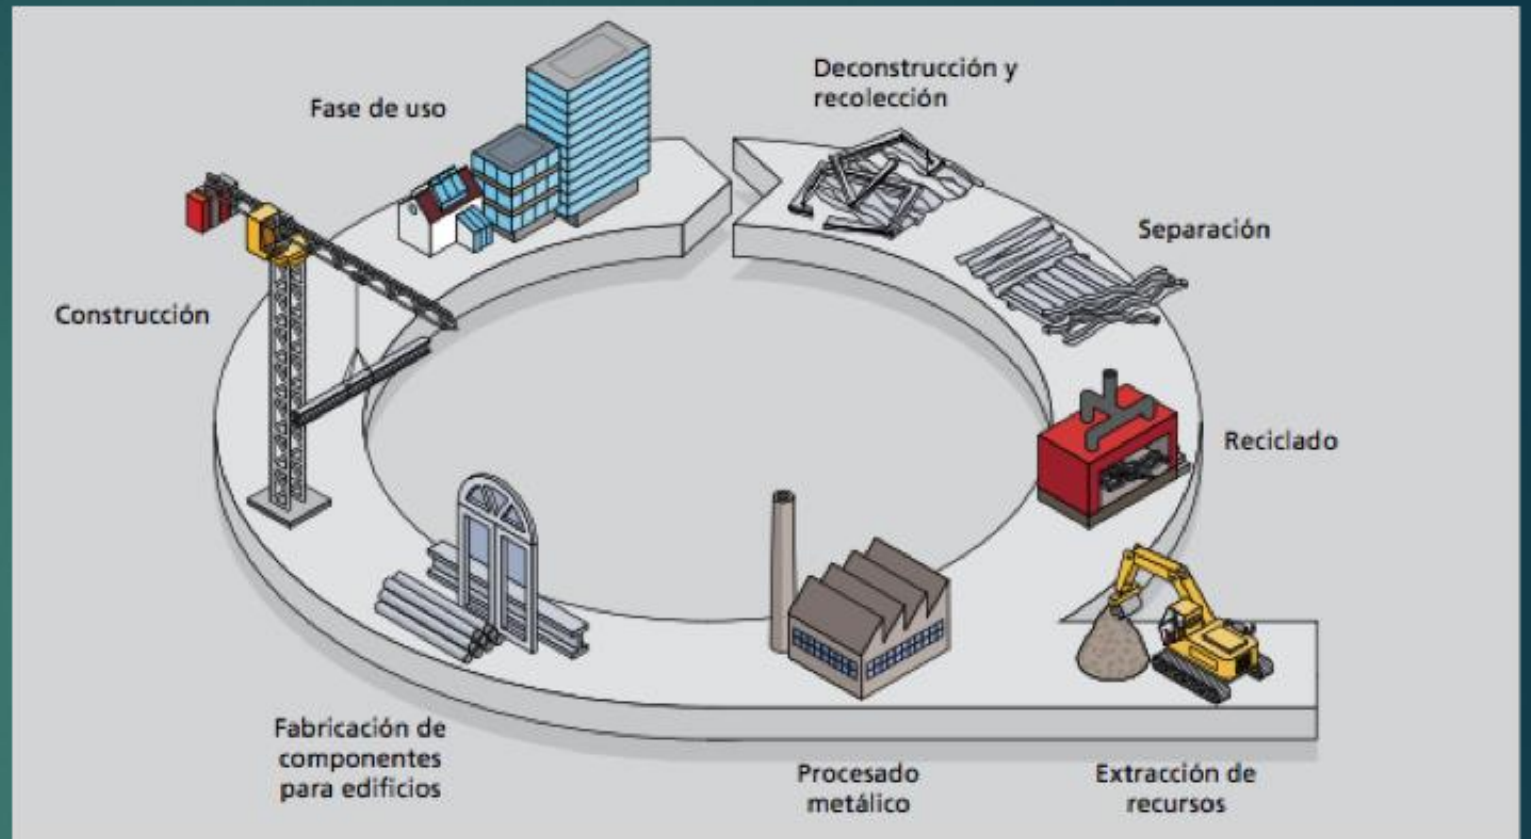 Deconstrucción y
recolección
Fase de uso
Separación
Construcción
Reciclado
Fabricación de
componentes
para edificios
Procesado
metálico
Extracción de
recursos